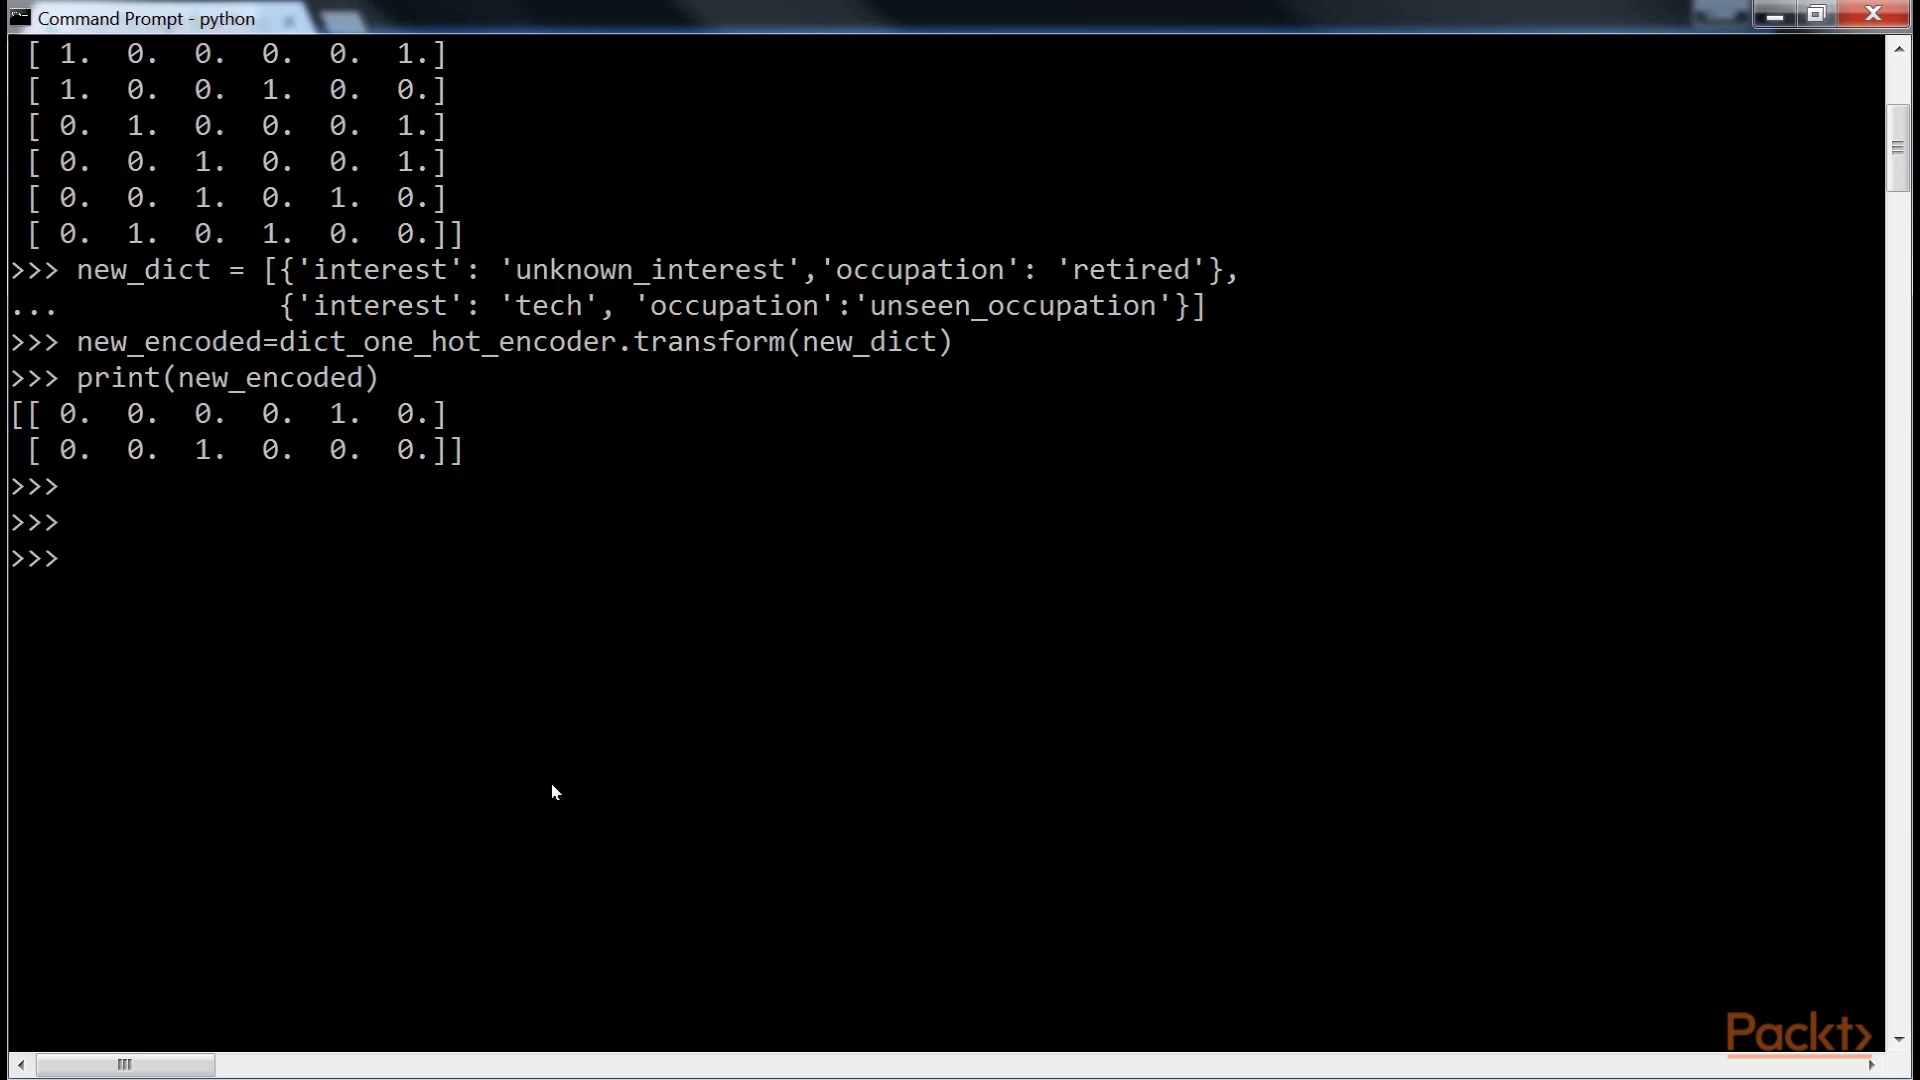 Command Prompt - python
[ 1.  0.  0.  0.  0.  1.]
[ 1.  0.  0.  1.  0.  0.]
[ 0.  1.  0.  0.  0.  1.]
[ 0.  0.  1.  0.  0.  1.]
[ 0.  0.  1.  0.  1.  0.]
[ 0.  1.  0.  1.  0.  0.]]
>>> new_dict = [{'interest': 'unknown_interest','occupation': 'retired'},
...             {'interest': 'tech', 'occupation':'unseen_occupation'}]
>>> new_encoded=dict_one_hot_encoder.transform(new_dict)
>>> print(new_encoded)
[[ 0.  0.  0.  0.  1.  0.]
 [ 0.  0.  1.  0.  0.  0.]]
>>>
>>>
>>>
Packt>